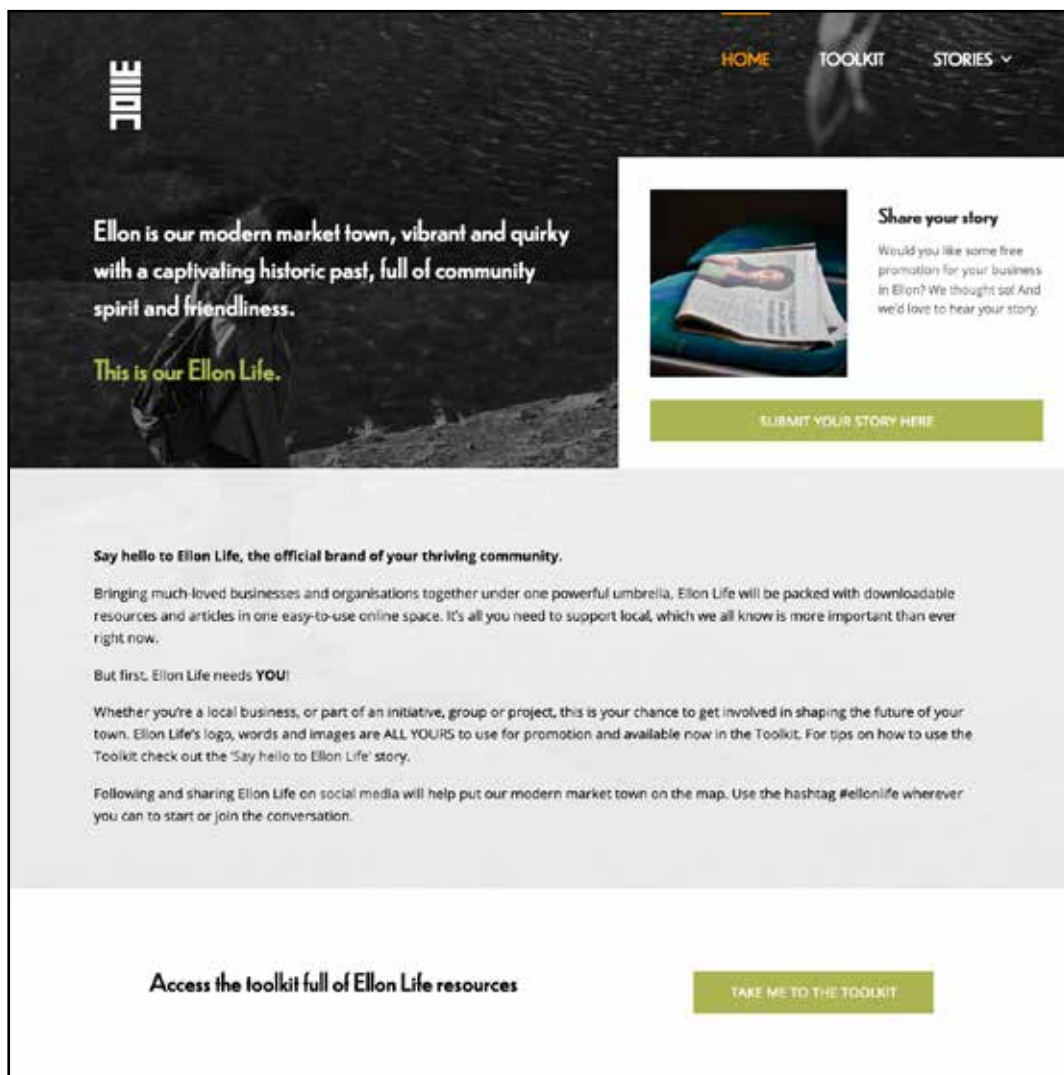 HOME TOOLKIT STORIES
Ellon is our modern market town, vibrant and quirky
with a captivating historic past, full of community
spirit and friendliness.
This is our Ellon Life.
Share your story
Would you like some free
promotion for your business
in Ellon? We thought so! And
we'd love to hear your story.
SUBMIT YOUR STORY HERE
Say hello to Ellon Life, the official brand of your thriving community.
Bringing much-loved businesses and organisations together under one powerful umbrella, Ellon Life will be packed with downloadable
resources and articles in one easy-to-use online space. It's all you need to support local, which we all know is more important than ever
right now.
But first, Ellon Life needs YOU!
Whether you're a local business, or part of an initiative, group or project, this is your chance to get involved in shaping the future of your
town. Ellon Life's logo, words and images are ALL YOURS to use for promotion and available now in the Toolkit. For tips on how to use the
Toolkit check out the 'Say hello to Ellon Life' story.
Following and sharing Ellon Life on social media will help put our modern market town on the map. Use the hashtag #ellonlife wherever
you can to start or join the conversation.
Access the toolkit full of Ellon Life resources
TAKE ME TO THE TOOLKIT